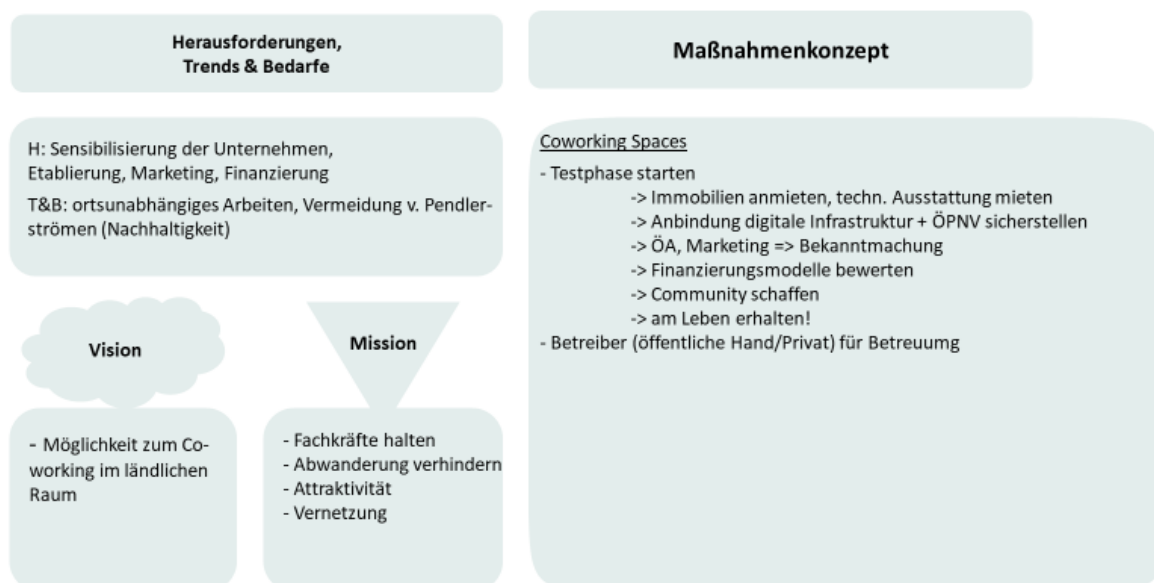 Herausforderungen,
Trends & Bedarfe
Maßnahmenkonzept
H: Sensibilisierung der Unternehmen,
Etablierung, Marketing, Finanzierung
T&B: ortsunabhängiges Arbeiten, Vermeidung v. Pendler-
strömen (Nachhaltigkeit)
Vision
- Möglichkeit zum Co-
working im ländlichen
Raum
Mission
- Fachkräfte halten
- Abwanderung verhindern
- Attraktivität
- Vernetzung
Coworking Spaces
- Testphase starten
-> Immobilien anmieten, techn. Ausstattung mieten
-> Anbindung digitale Infrastruktur + ÖPNV sicherstellen
-> ÖA, Marketing => Bekanntmachung
-> Finanzierungsmodelle bewerten
-> Community schaffen
-> am Leben erhalten!
- Betreiber (öffentliche Hand/Privat) für Betreuumg